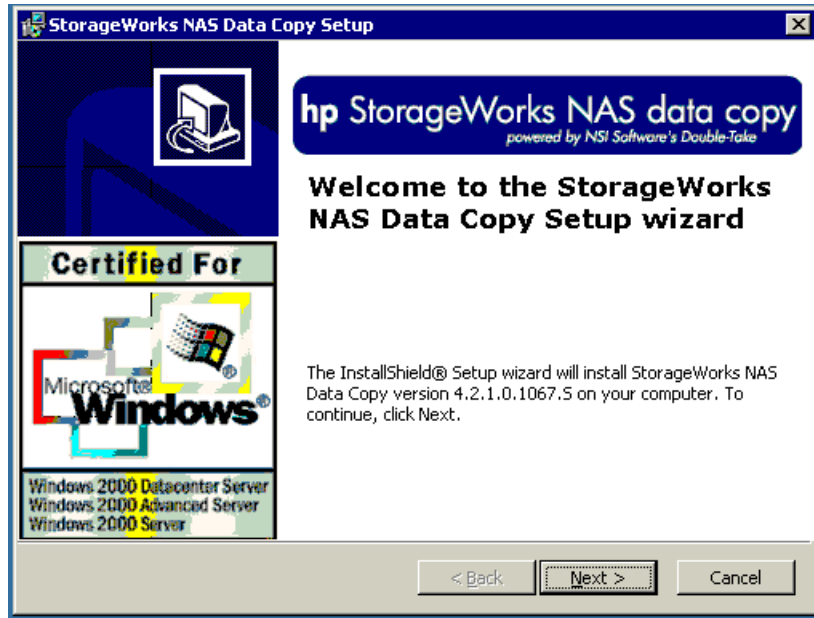 StorageWorks NAS Data Copy Setup
hp StorageWorks NAS data copy
powered by NSI Software's Double-Take
Welcome to the StorageWorks
NAS Data Copy Setup wizard
Certified For
Microsoft®
Windows®
Windows 2000 Datacenter Server
Windows 2000 Advanced Server
Windows 2000 Server
The InstallShield® Setup wizard will install StorageWorks NAS
Data Copy version 4.2.1.0.1067.S on your computer. To
continue, click Next.
< Back
Next >
Cancel